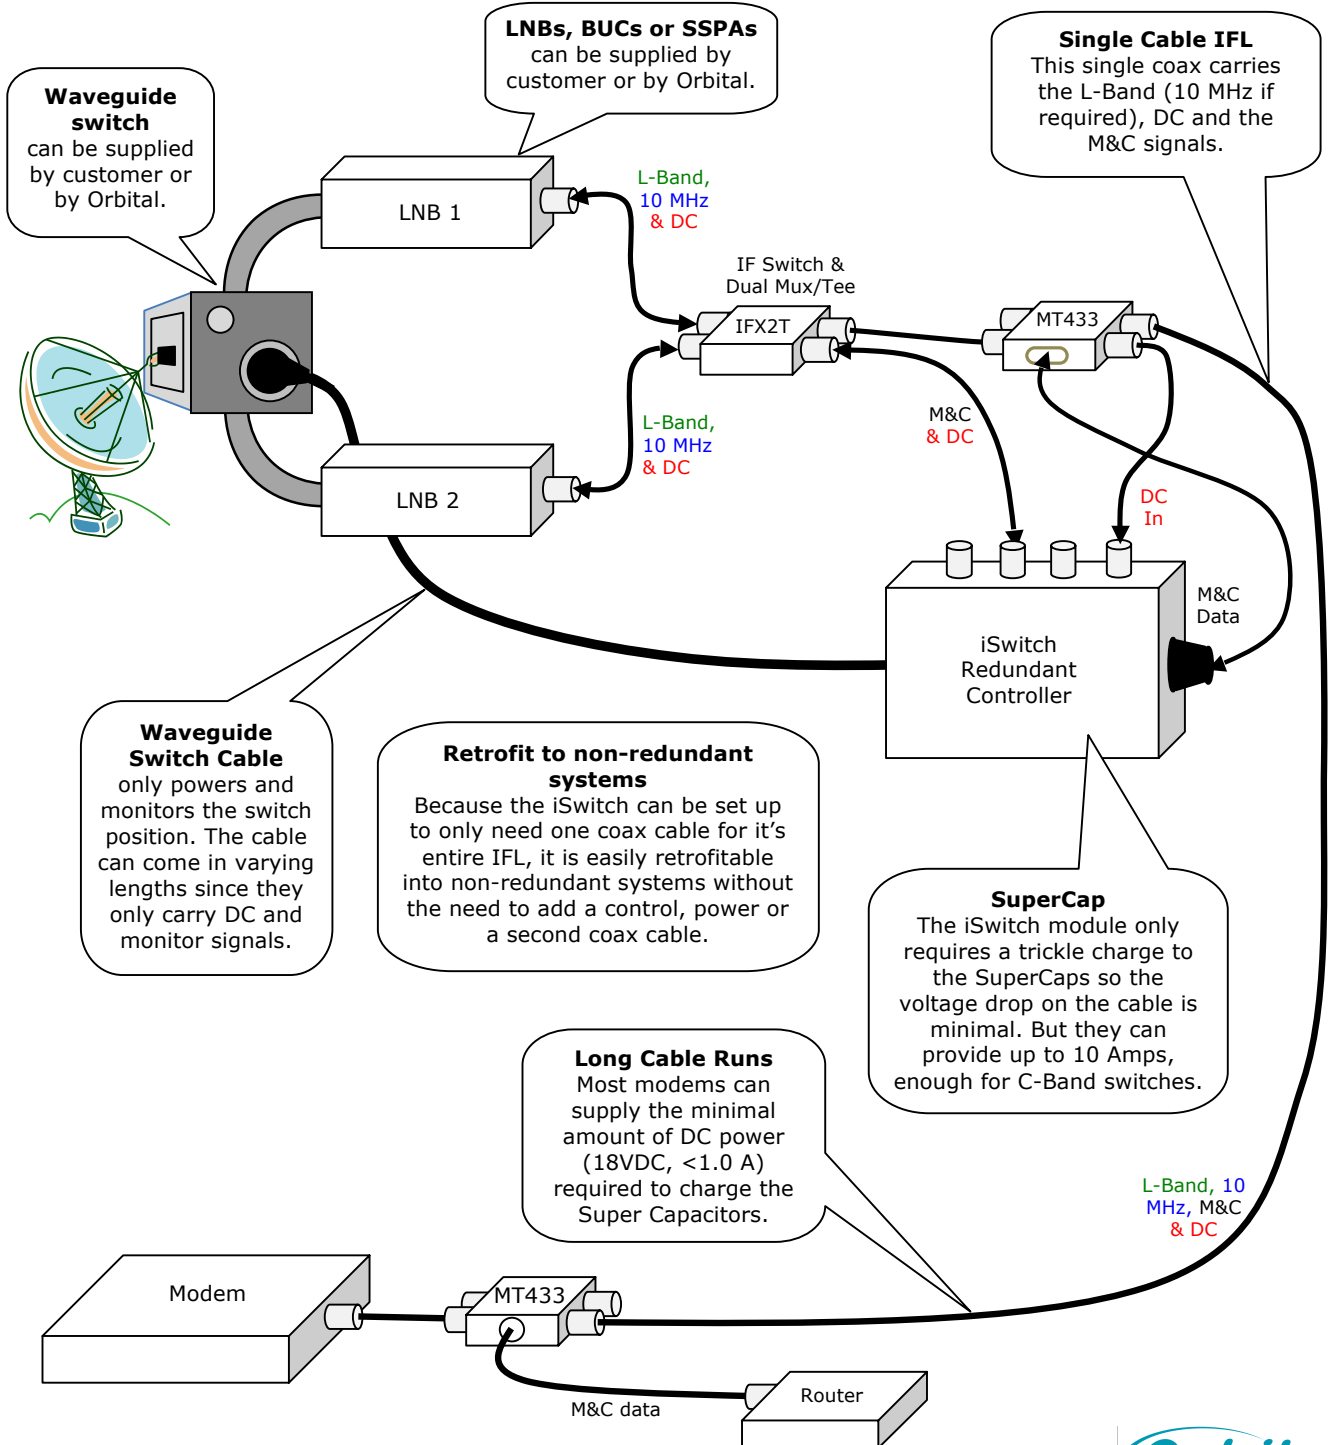 LNBs, BUCs or SSPAs
can be supplied by
customer or by Orbital.
Single Cable IFL
This single coax carries
the L-Band (10 MHz if
required), DC and the
M&C signals.
Waveguide
switch
can be supplied
by customer or
by Orbital.
LNB 1
L-Band,
10 MHz
& DC
IF Switch &
Dual Mux/Tee
IFX2T
MT433
L-Band,
10 MHz
& DC
M&C
& DC
LNB 2
DC
In
M&C
Data
iSwitch
Redundant
Controller
Waveguide
Switch Cable
only powers and
monitors the switch
position. The cable
can come in varying
lengths since they
only carry DC and
monitor signals.
Retrofit to non-redundant
systems
Because the iSwitch can be set up
to only need one coax cable for it's
entire IFL, it is easily retrofitable
into non-redundant systems without
the need to add a control, power or
a second coax cable.
SuperCap
The iSwitch module only
requires a trickle charge to
the SuperCaps so the
voltage drop on the cable is
minimal. But they can
provide up to 10 Amps,
enough for C-Band switches.
Long Cable Runs
Most modems can
supply the minimal
amount of DC power
(18VDC, <1.0 A)
required to charge the
Super Capacitors.
L-Band, 10
MHz, M&C
& DC
Modem
MT433
M&C data
Router